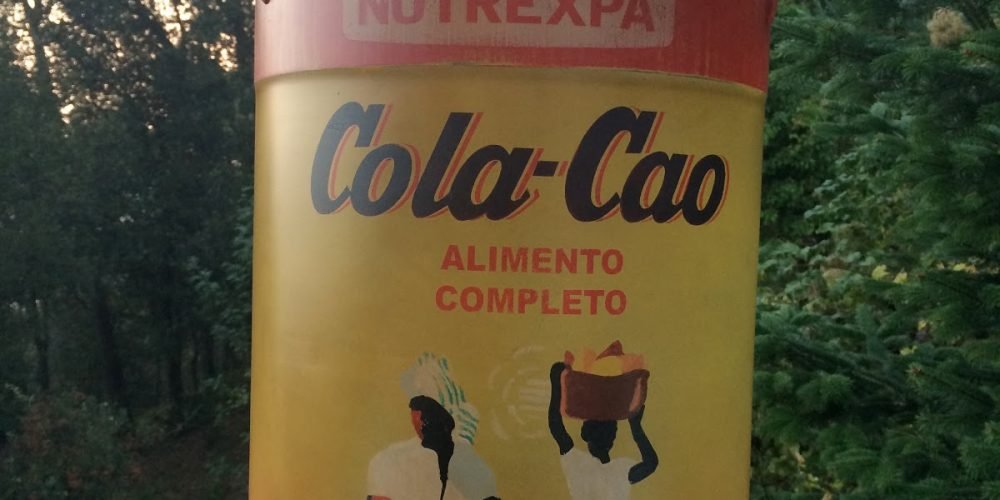 NUTREXPA
Cola-Cao
ALIMENTO
COMPLETO